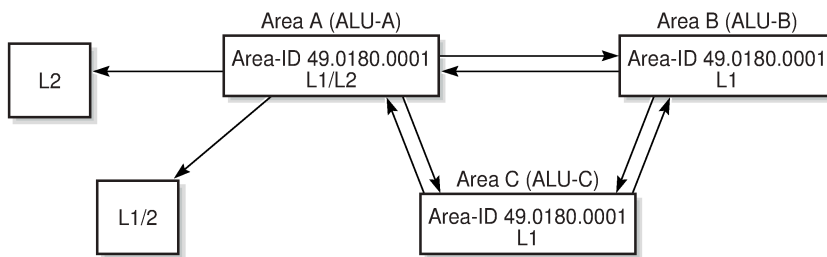 Area A (ALU-A)
Area B (ALU-B)
L2
Area-ID 49.0180.0001
L1/L2
Area-ID 49.0180.0001
L1
Area C (ALU-C)
L1/2
Area-ID 49.0180.0001
L1